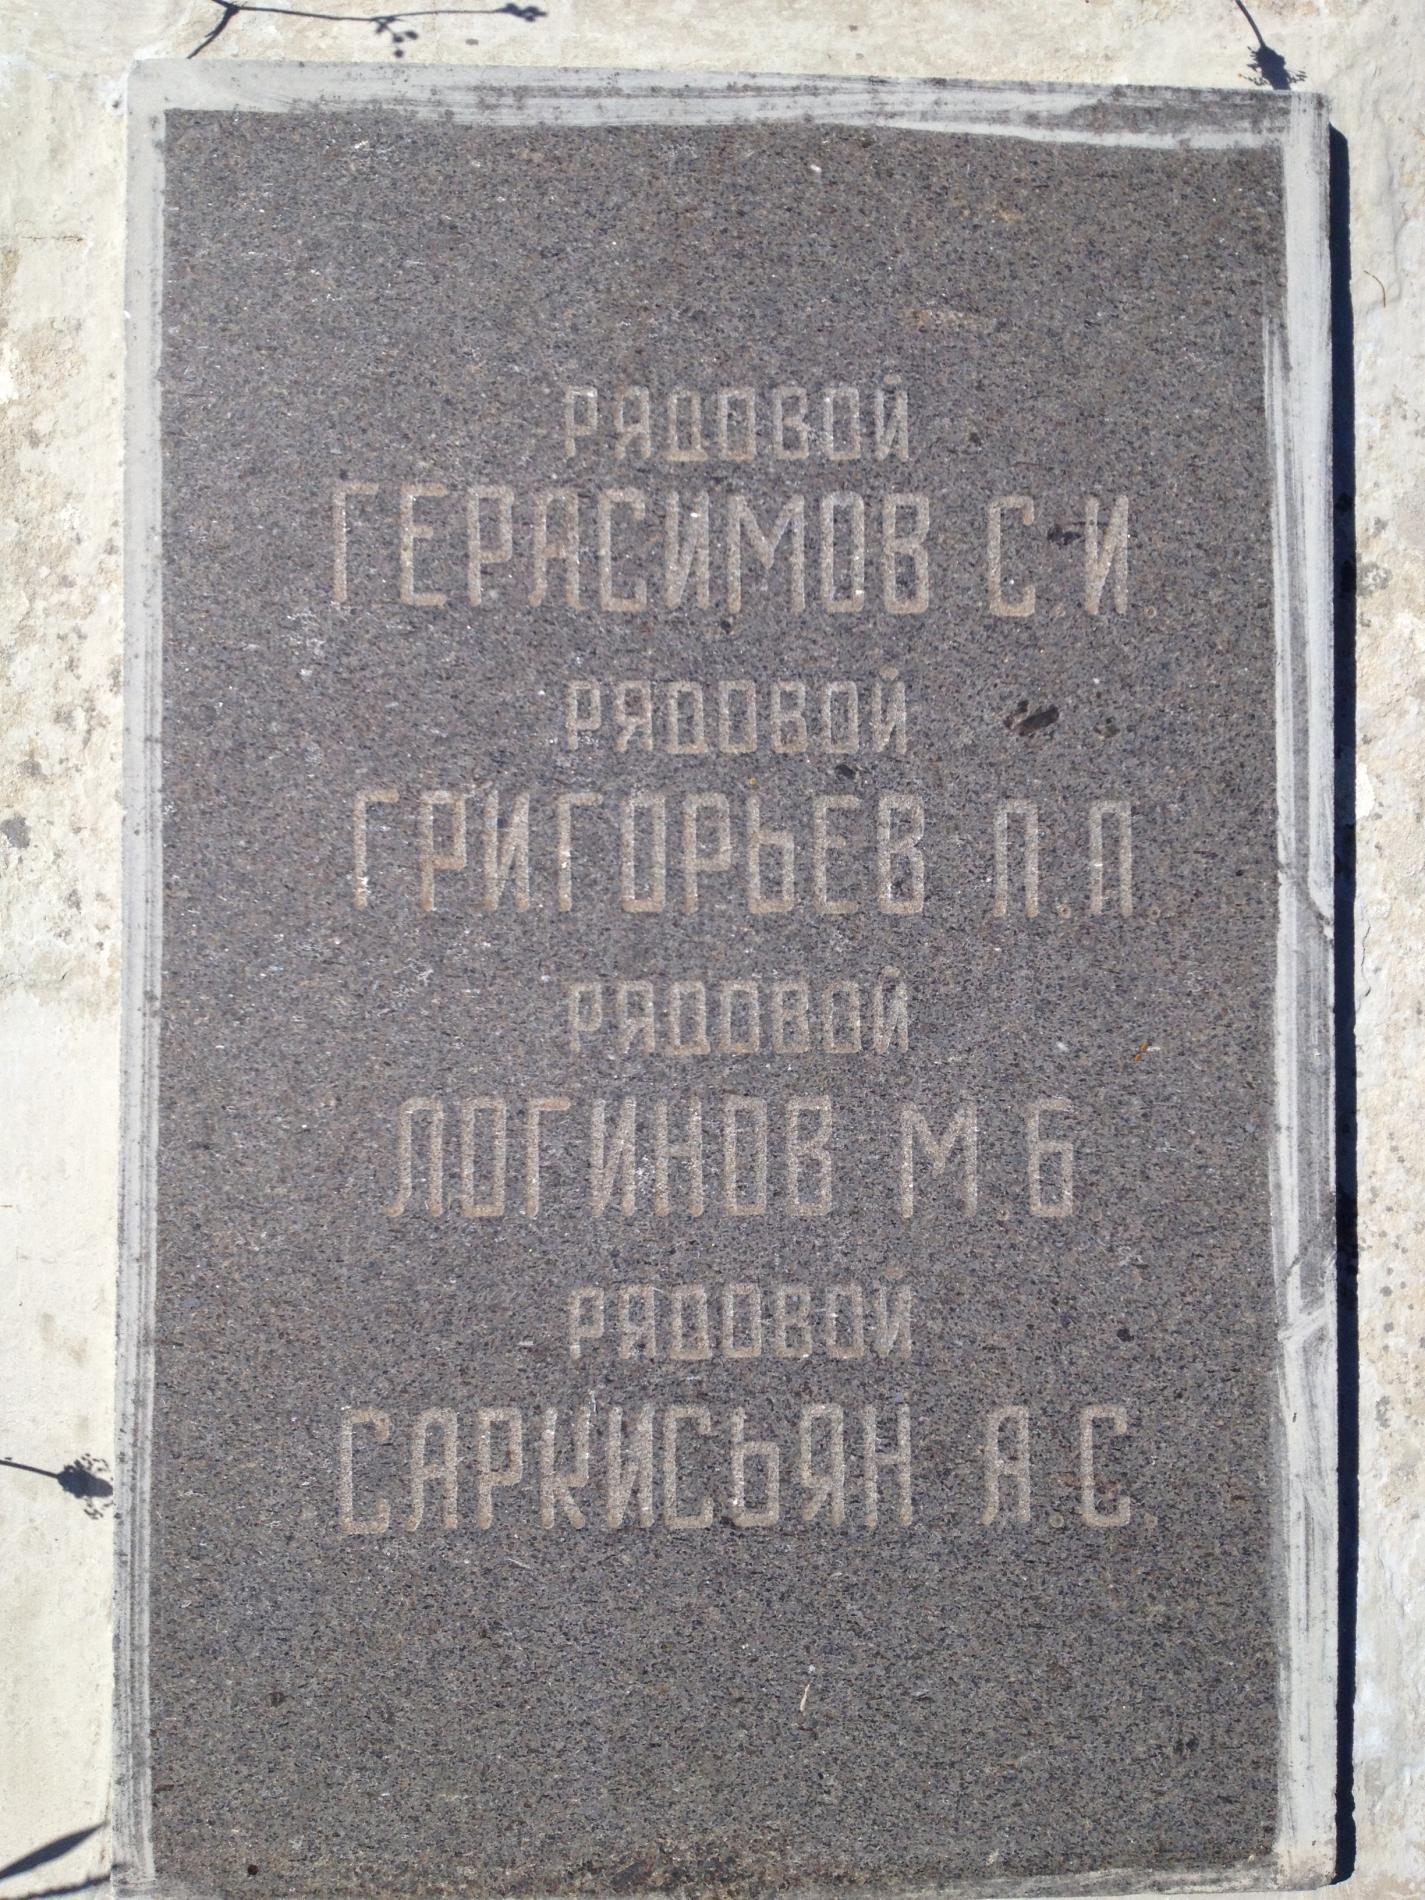 РЯДОВОЙ
ГЕРАСИМОВ С.И.
РЯДОВОЙ
ГРИГОРЬЕВ П.П.
РЯДОВОЙ
ЛОГИНОВ М.Б.
РЯДОВОЙ
САРКИСЬЯН А.С.